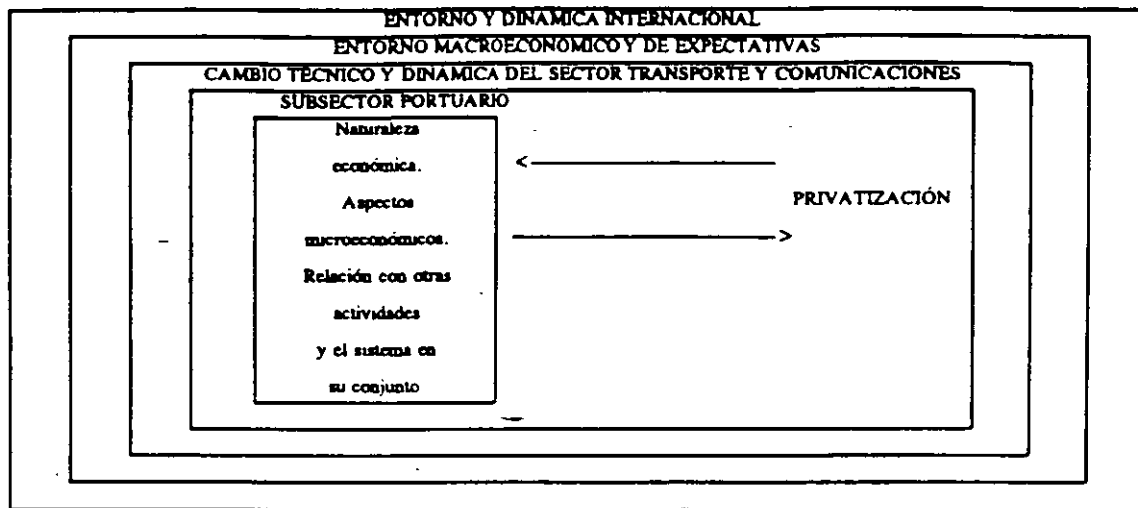 ENTORNO Y DINAMICA INTERNACIONAL
ENTORNO MACROECONOMICO Y DE EXPECTATIVAS
CAMBIO TECNICO Y DINAMICA DEL SECTOR TRANSPORTE Y COMUNICACIONES
SUBSECTOR PORTUARIO
Naturaleza
económica.
Aspectos
microeconómicos.
Relación con otras
actividades
y el sistema en
su conjunto
PRIVATIZACIÓN